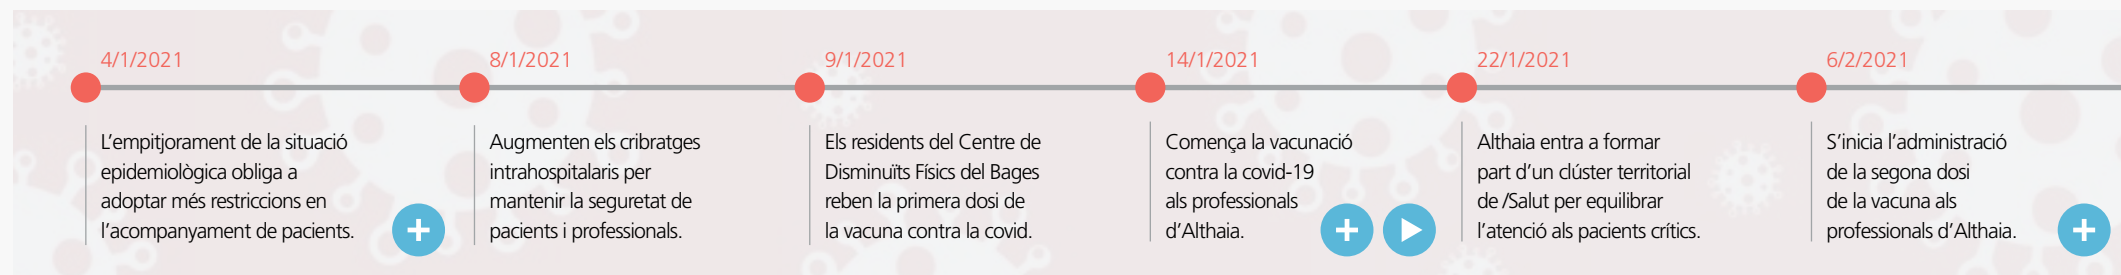 4/1/2021
L'empitjorament de la situació
epidemiològica obliga a
adoptar més restriccions en
l'acompanyament de pacients.
8/1/2021
Augmenten els cribratges
intrahospitalaris per
mantenir la seguretat de
pacients i professionals.
9/1/2021
Els residents del Centre de
Disminuïts Físics del Bages
reben la primera dosi de
la vacuna contra la covid.
14/1/2021
Comença la vacunació
contra la covid-19
als professionals
d'Althaia.
22/1/2021
Althaia entra a formar
part d'un clúster territorial
de /Salut per equilibrar
l'atenció als pacients crítics.
6/2/2021
S'inicia l'administració
de la segona dosi
de la vacuna als
professionals d'Althaia.